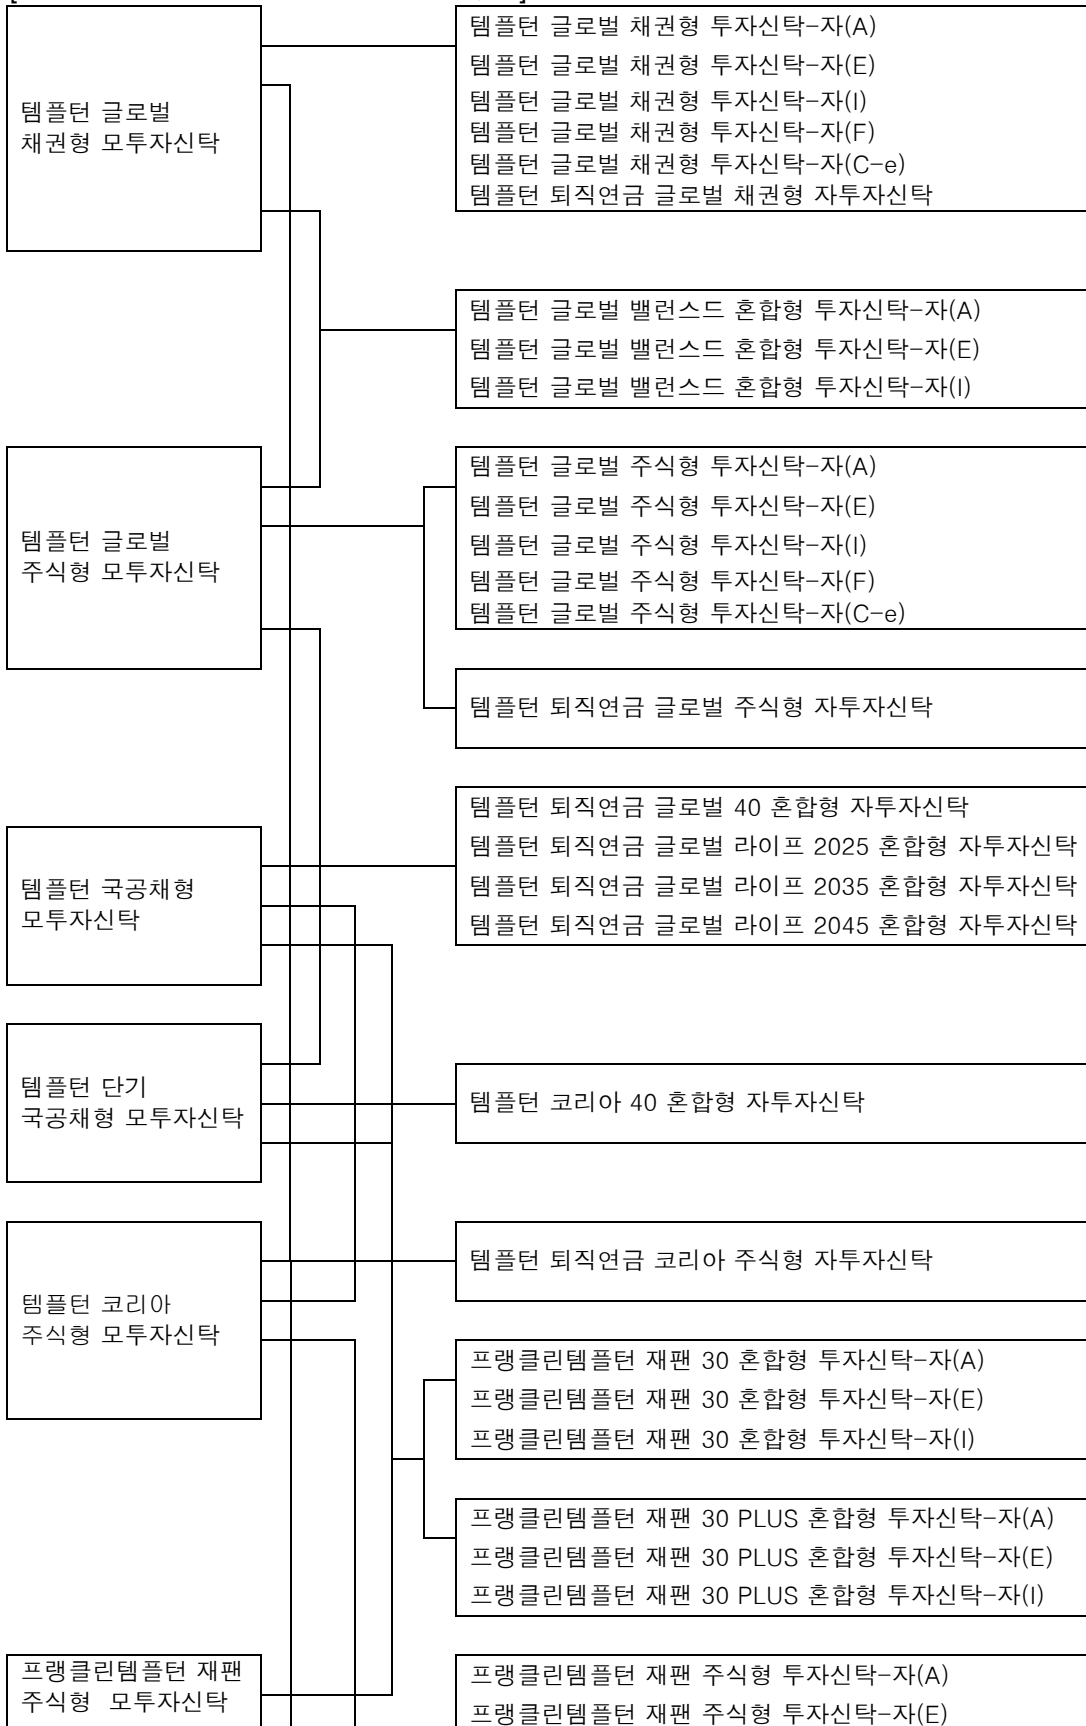 템플턴 글로벌
채권형 모투자신탁
템플턴 글로벌 채권형 투자신탁-자(A)
템플턴 글로벌 채권형 투자신탁-자(E)
템플턴 글로벌 채권형 투자신탁-자(I)
템플턴 글로벌 채권형 투자신탁-자(F)
템플턴 글로벌 채권형 투자신탁-자(C-e)
템플턴 퇴직연금 글로벌 채권형 자투자신탁
템플턴 글로벌 밸런스드 혼합형 투자신탁-자(A)
템플턴 글로벌 밸런스드 혼합형 투자신탁-자(E)
템플턴 글로벌 밸런스드 혼합형 투자신탁-자(I)
템플턴 글로벌
주식형 모투자신탁
템플턴 글로벌 주식형 투자신탁-자(A)
템플턴 글로벌 주식형 투자신탁-자(E)
템플턴 글로벌 주식형 투자신탁-자(I)
템플턴 글로벌 주식형 투자신탁-자(F)
템플턴 글로벌 주식형 투자신탁-자(C-e)
템플턴 퇴직연금 글로벌 주식형 자투자신탁
템플턴 국공채형
모투자신탁
템플턴 퇴직연금 글로벌 40 혼합형 자투자신탁
템플턴 퇴직연금 글로벌 라이프 2025 혼합형 자투자신탁
템플턴 퇴직연금 글로벌 라이프 2035 혼합형 자투자신탁
템플턴 퇴직연금 글로벌 라이프 2045 혼합형 자투자신탁
템플턴 단기
국공채형 모투자신탁
템플턴 코리아 40 혼합형 자투자신탁
템플턴 코리아
주식형 모투자신탁
템플턴 퇴직연금 코리아 주식형 자투자신탁
프랭클린템플턴 재팬 30 혼합형 투자신탁-자(A)
프랭클린템플턴 재팬 30 혼합형 투자신탁-자(E)
프랭클린템플턴 재팬 30 혼합형 투자신탁-자(I)
프랭클린템플턴 재팬 30 PLUS 혼합형 투자신탁-자(A)
프랭클린템플턴 재팬 30 PLUS 혼합형 투자신탁-자(E)
프랭클린템플턴 재팬 30 PLUS 혼합형 투자신탁-자(I)
프랭클린템플턴 재팬
주식형 모투자신탁
프랭클린템플턴 재팬 주식형 투자신탁-자(A)
프랭클린템플턴 재팬 주식형 투자신탁-자(E)